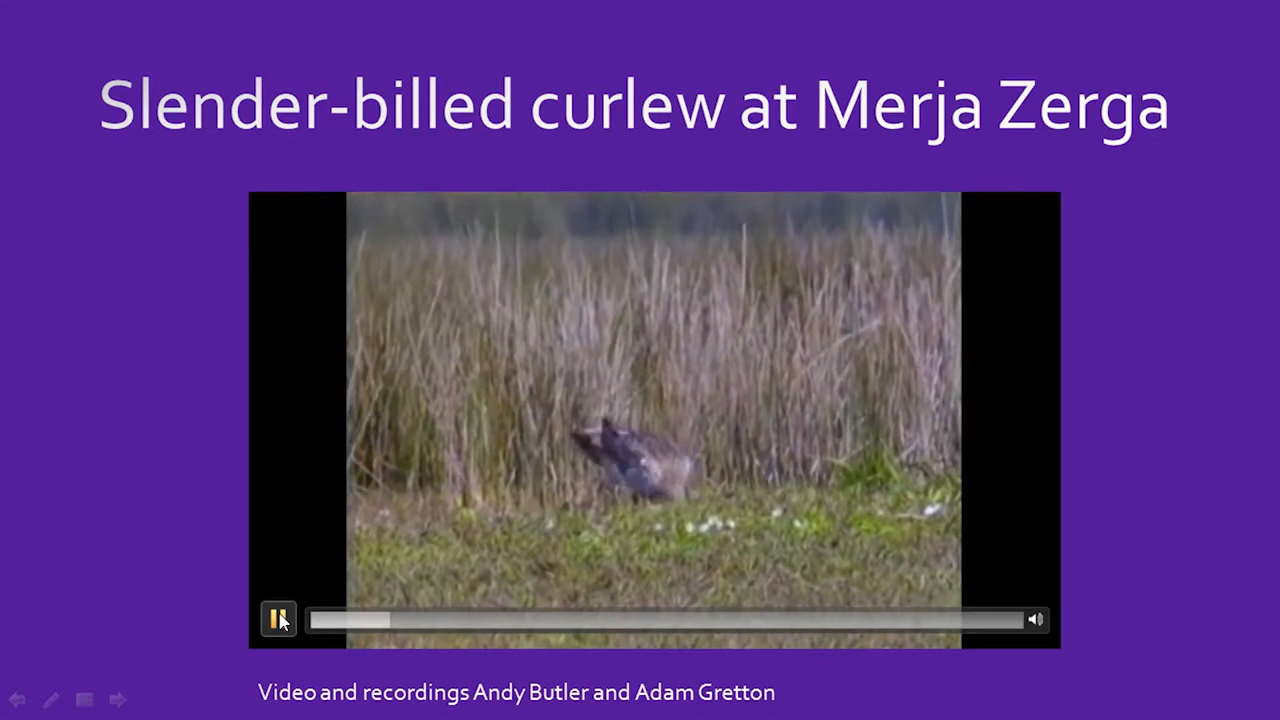 Slender-billed curlew at Merja Zerga
Video and recordings Andy Butler and Adam Gretton